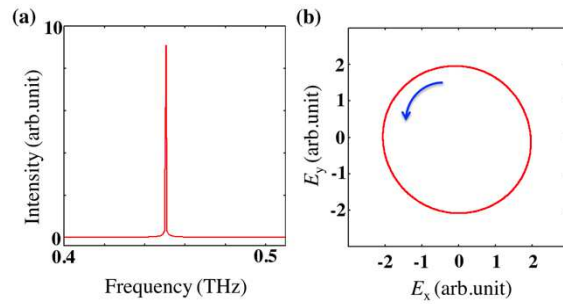 (a)
10
Intensity (arb.unit)
0
0.4
0.5
Frequency (THz)
(b)
2
1
0
-1
-2
E_y (arb.unit)
-2
-1
0
1
2
E_x (arb.unit)